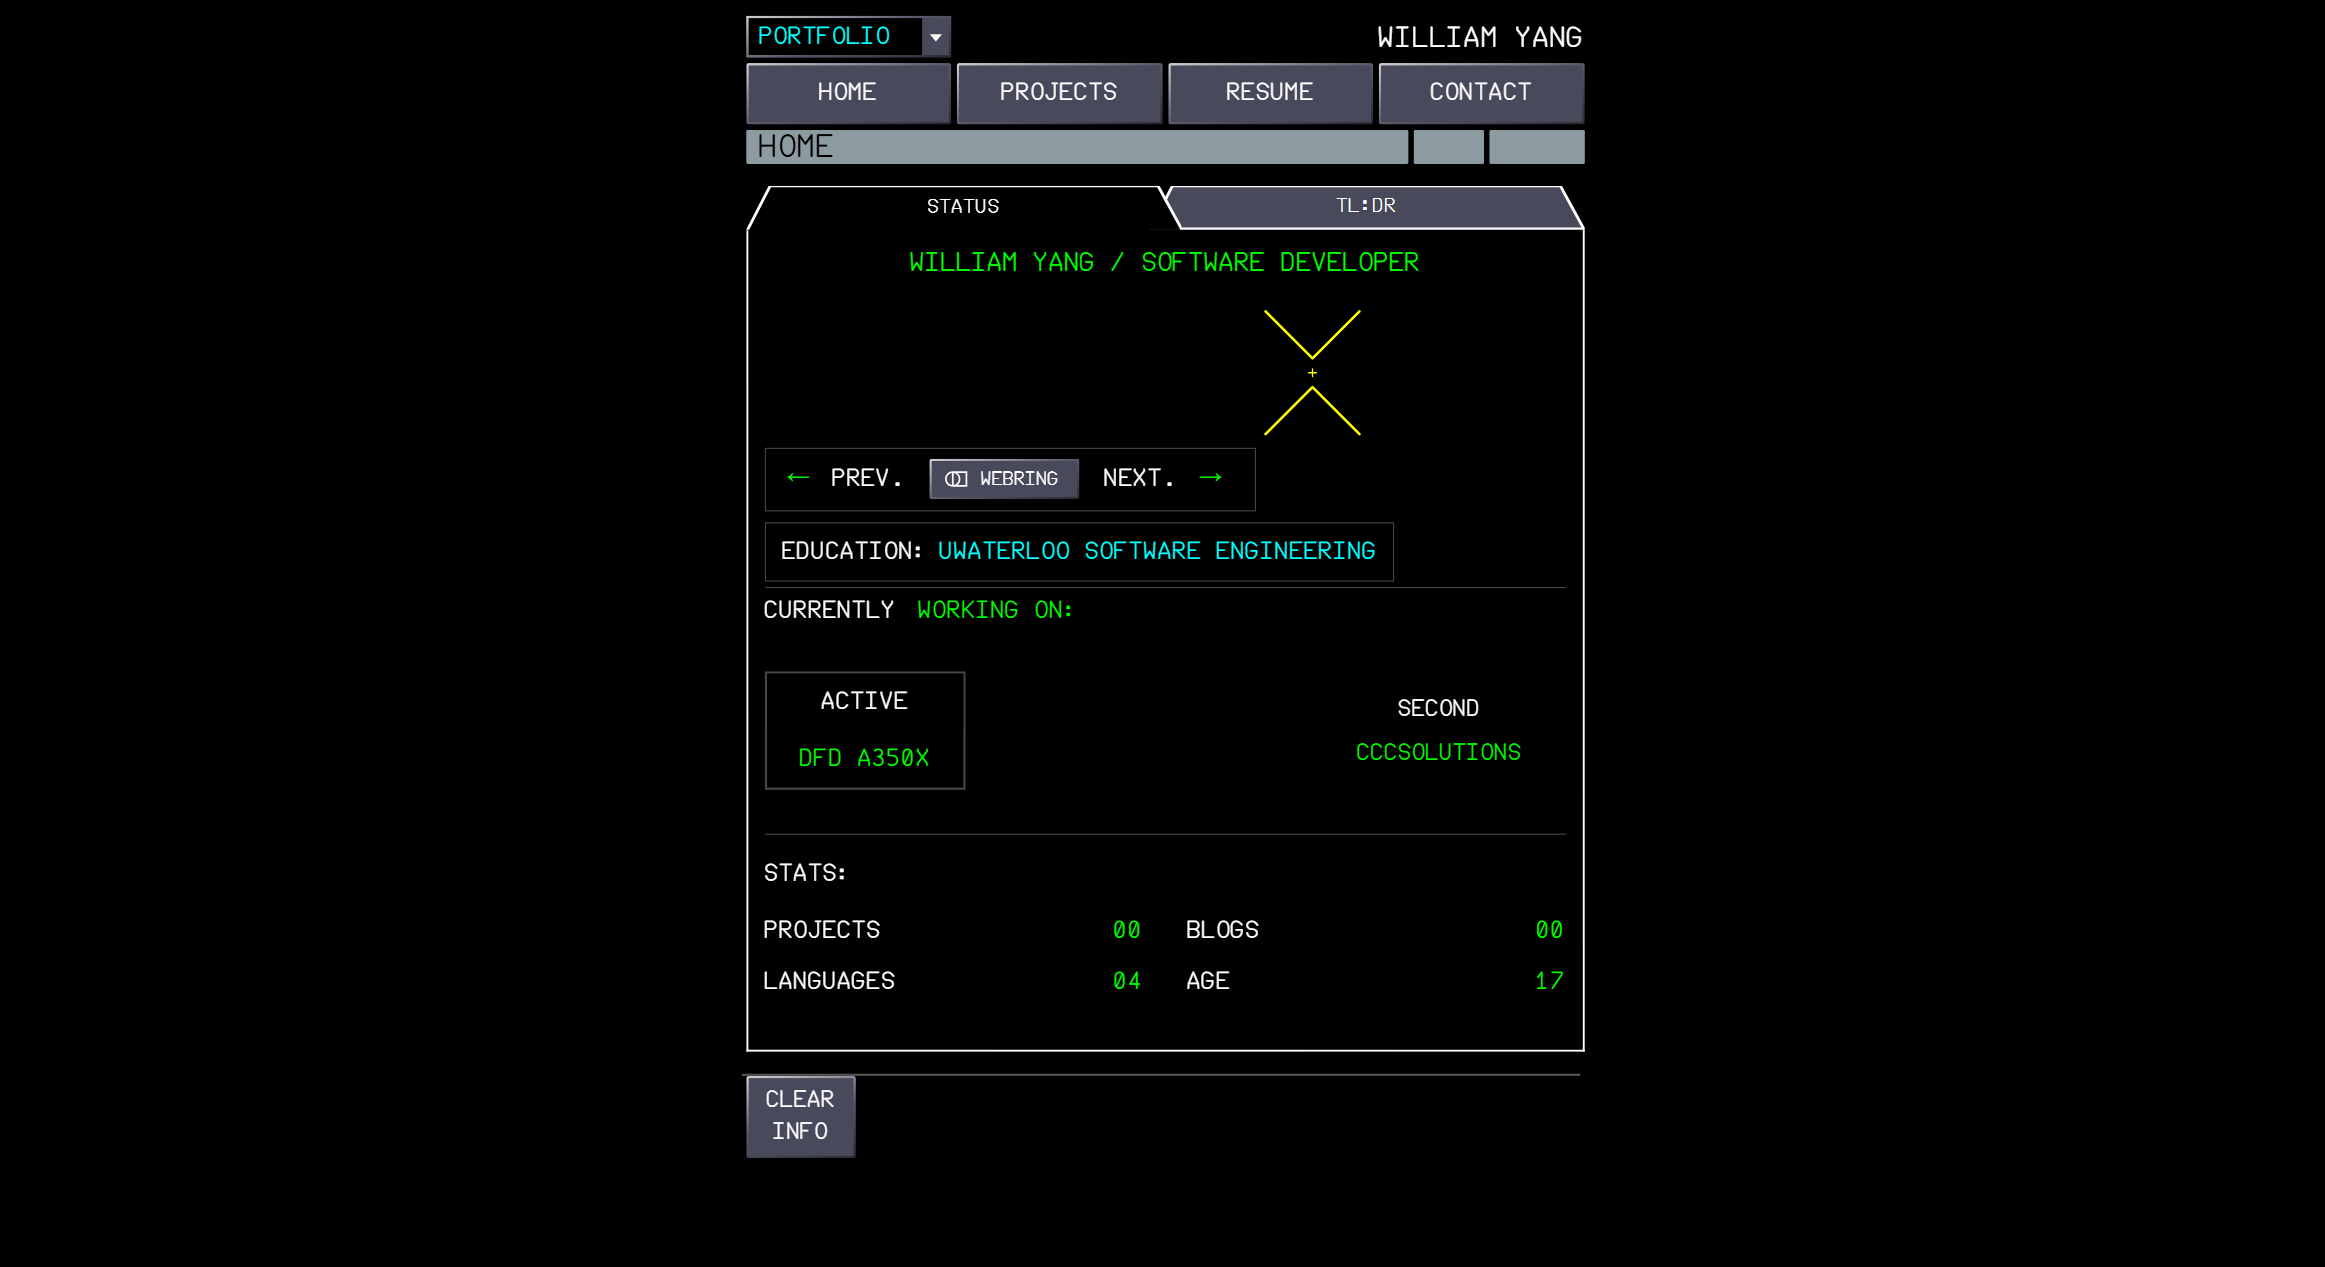 PORTFOLIO
WILLIAM YANG
HOME PROJECTS RESUME CONTACT
HOME
STATUS TL:DR
WILLIAM YANG / SOFTWARE DEVELOPER
+
← PREV. WEBRING NEXT. →
EDUCATION: UWATERLOO SOFTWARE ENGINEERING
CURRENTLY WORKING ON:
ACTIVE
DFD A350X
SECOND
CCCSOLUTIONS
STATS:
PROJECTS 00 BLOGS 00
LANGUAGES 04 AGE 17
CLEAR
INFO